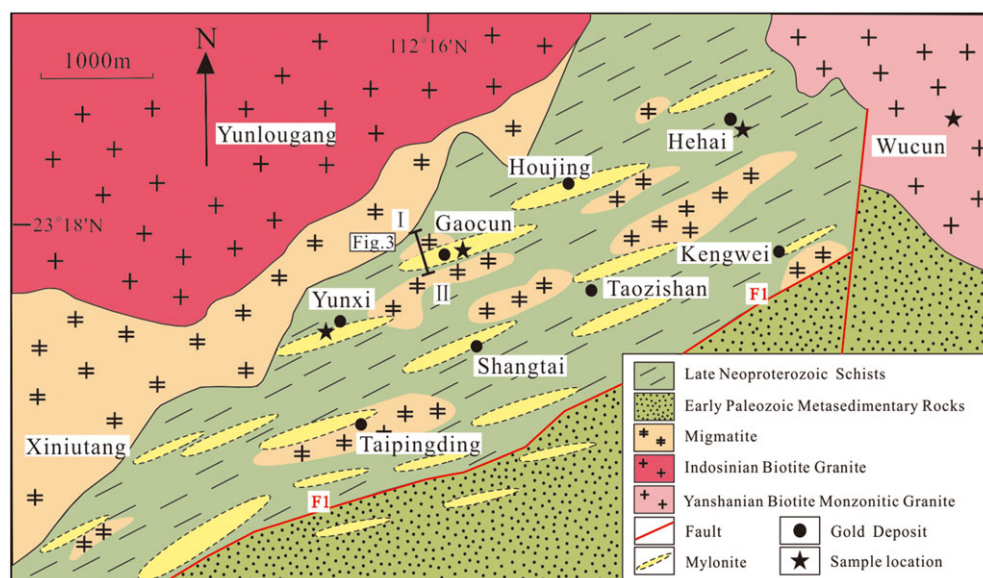 112°16'N
N
1000m
Yunlougang
Wucun
Hehai
Houjing
23°18'N
I
Gaocun
Fig.3
Kengwei
II
Taozishan
F1
Yunxi
Shangtai
Xiniutang
Taipingding
F1
Late Neoproterozoic Schists
Early Paleozoic Metasedimentary Rocks
Migmatite
Indosinian Biotite Granite
Yanshanian Biotite Monzonitic Granite
Fault
Gold Deposit
Mylonite
Sample location